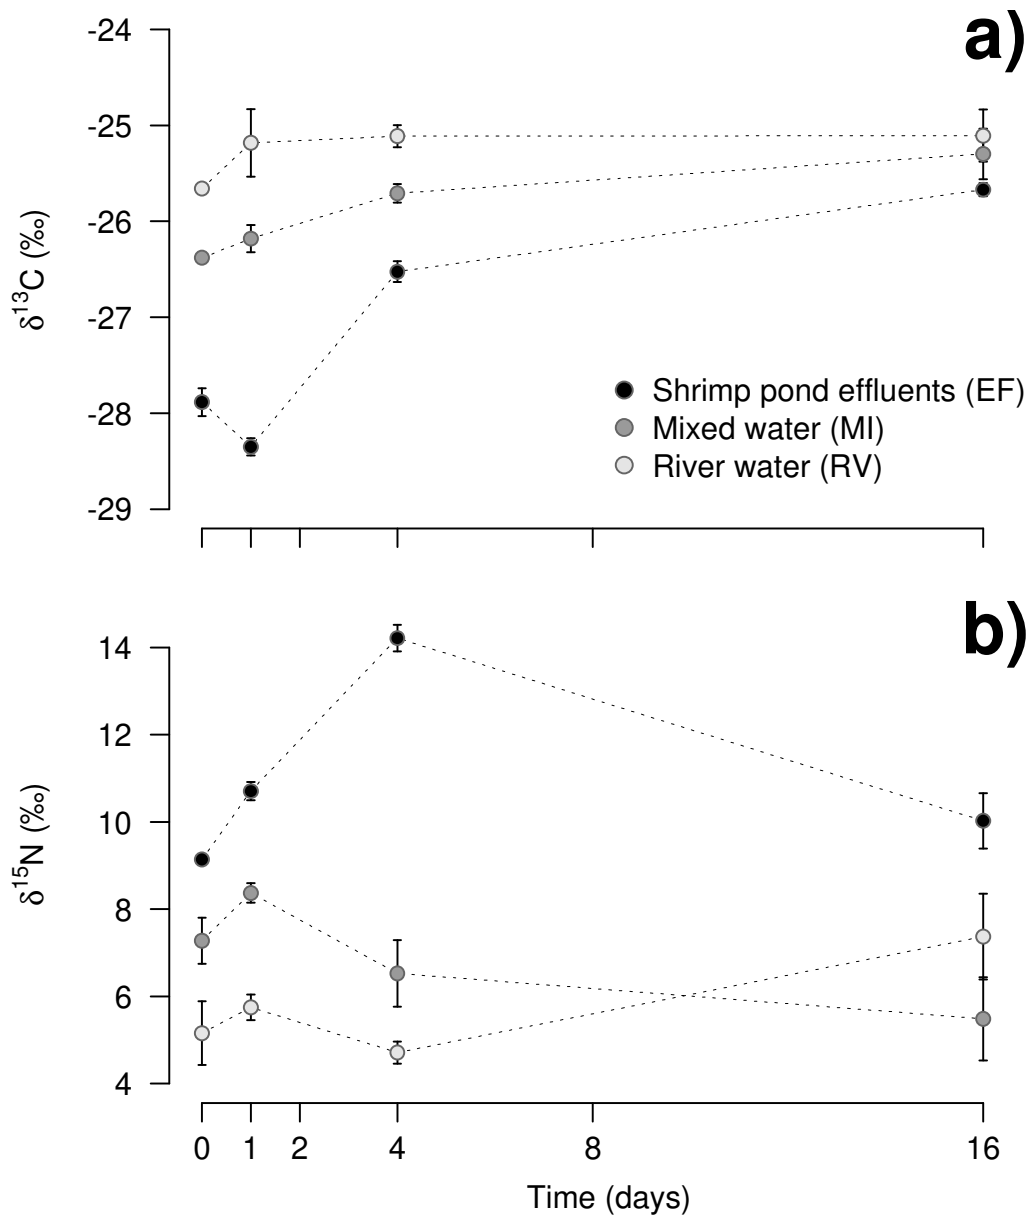 a)
-24
-25
-26
-27
-28
-29
δ¹³C (‰)
Shrimp pond effluents (EF)
Mixed water (MI)
River water (RV)
b)
14
12
10
8
6
4
δ¹⁵N (‰)
0 1 2 4 8 16
Time (days)